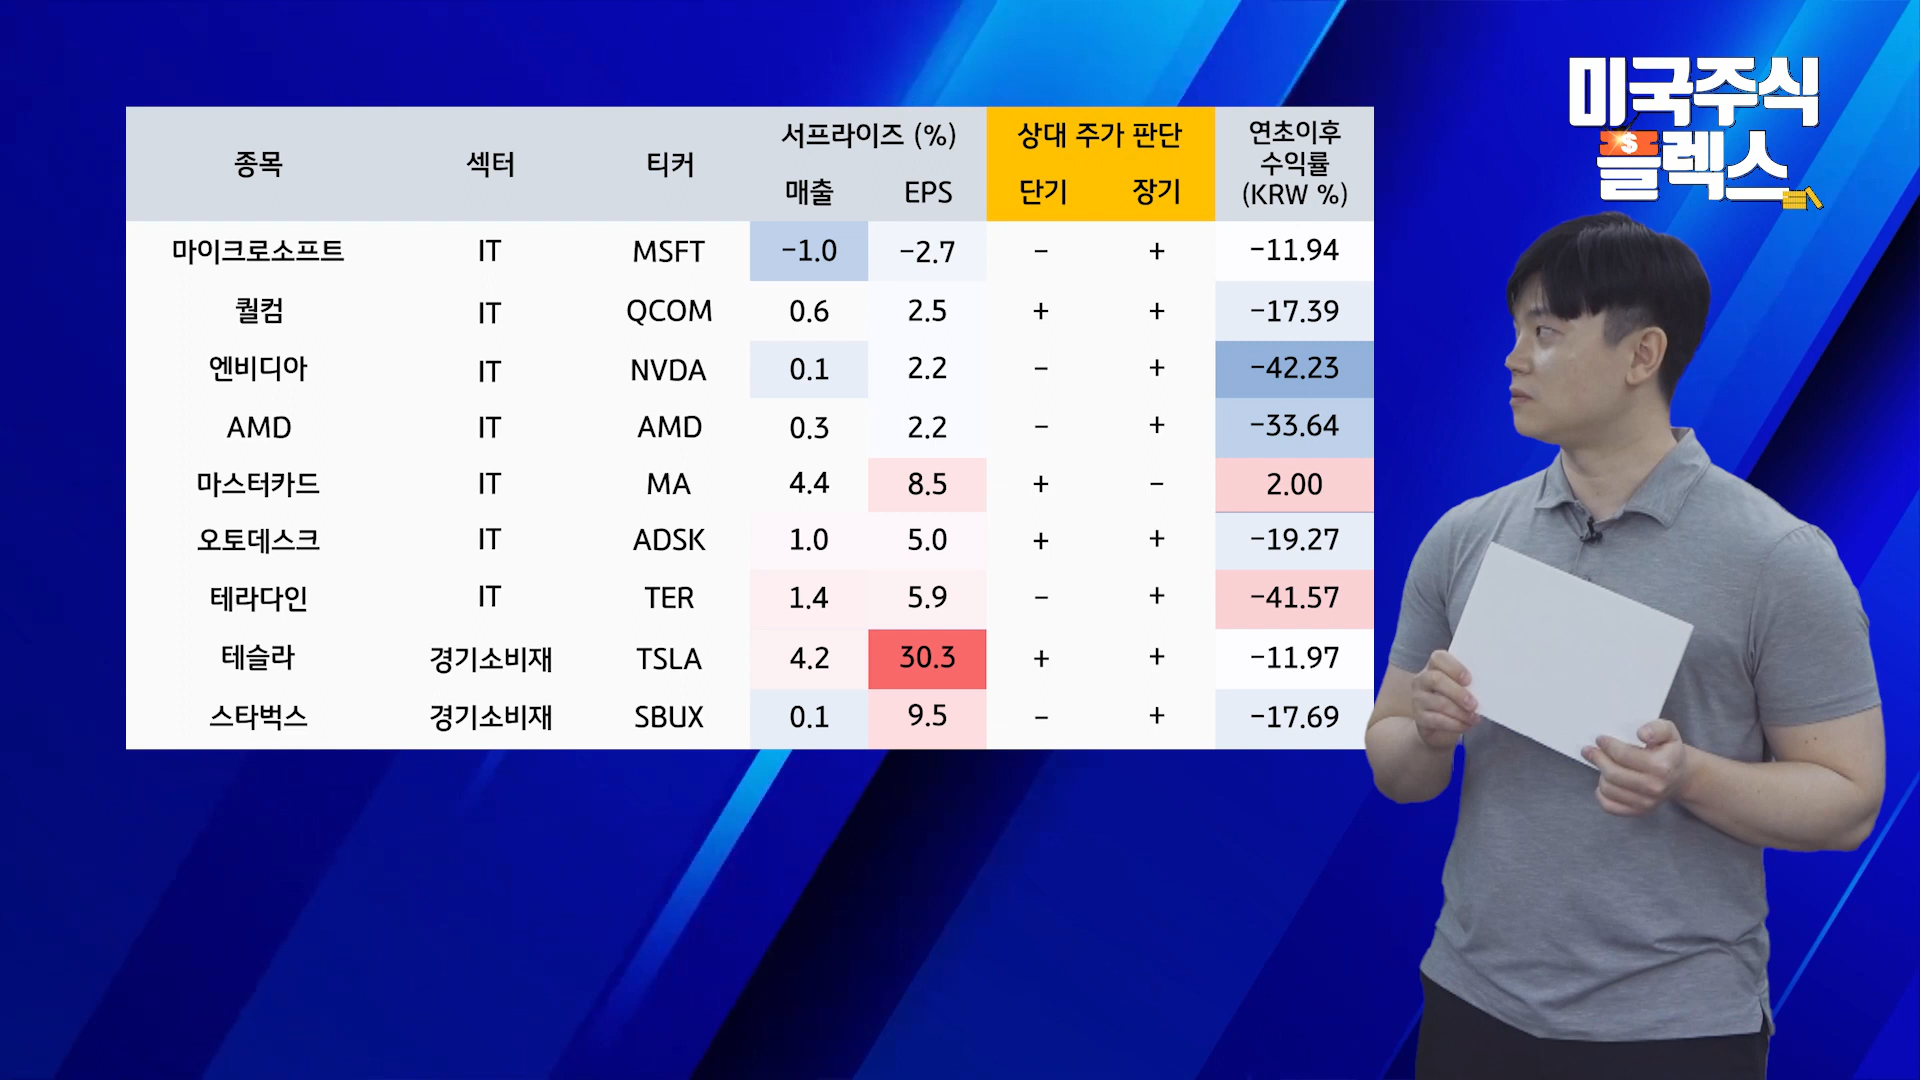 미국주식
플렉스
$
종목 섹터 티커 서프라이즈 (%) 상대 주가 판단 연초이후 수익률 (KRW %)
매출 EPS 단기 장기
마이크로소프트 IT MSFT −1.0 −2.7 − + −11.94
퀄컴 IT QCOM 0.6 2.5 + + −17.39
엔비디아 IT NVDA 0.1 2.2 − + −42.23
AMD IT AMD 0.3 2.2 − + −33.64
마스터카드 IT MA 4.4 8.5 + − 2.00
오토데스크 IT ADSK 1.0 5.0 + + −19.27
테라다인 IT TER 1.4 5.9 − + −41.57
테슬라 경기소비재 TSLA 4.2 30.3 + + −11.97
스타벅스 경기소비재 SBUX 0.1 9.5 − + −17.69